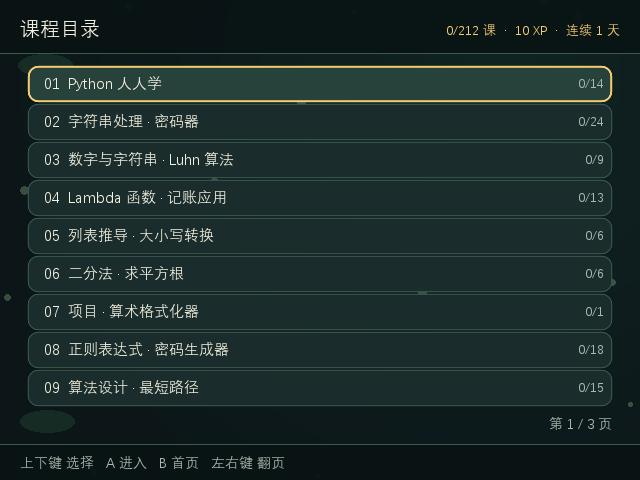 课程目录
0/212 课 · 10 XP · 连续 1 天
01 Python 人人学 0/14
02 字符串处理 · 密码器 0/24
03 数字与字符串 · Luhn 算法 0/9
04 Lambda 函数 · 记账应用 0/13
05 列表推导 · 大小写转换 0/6
06 二分法 · 求平方根 0/6
07 项目 · 算术格式化器 0/1
08 正则表达式 · 密码生成器 0/18
09 算法设计 · 最短路径 0/15
第 1 / 3 页
上下键 选择 A 进入 B 首页 左右键 翻页